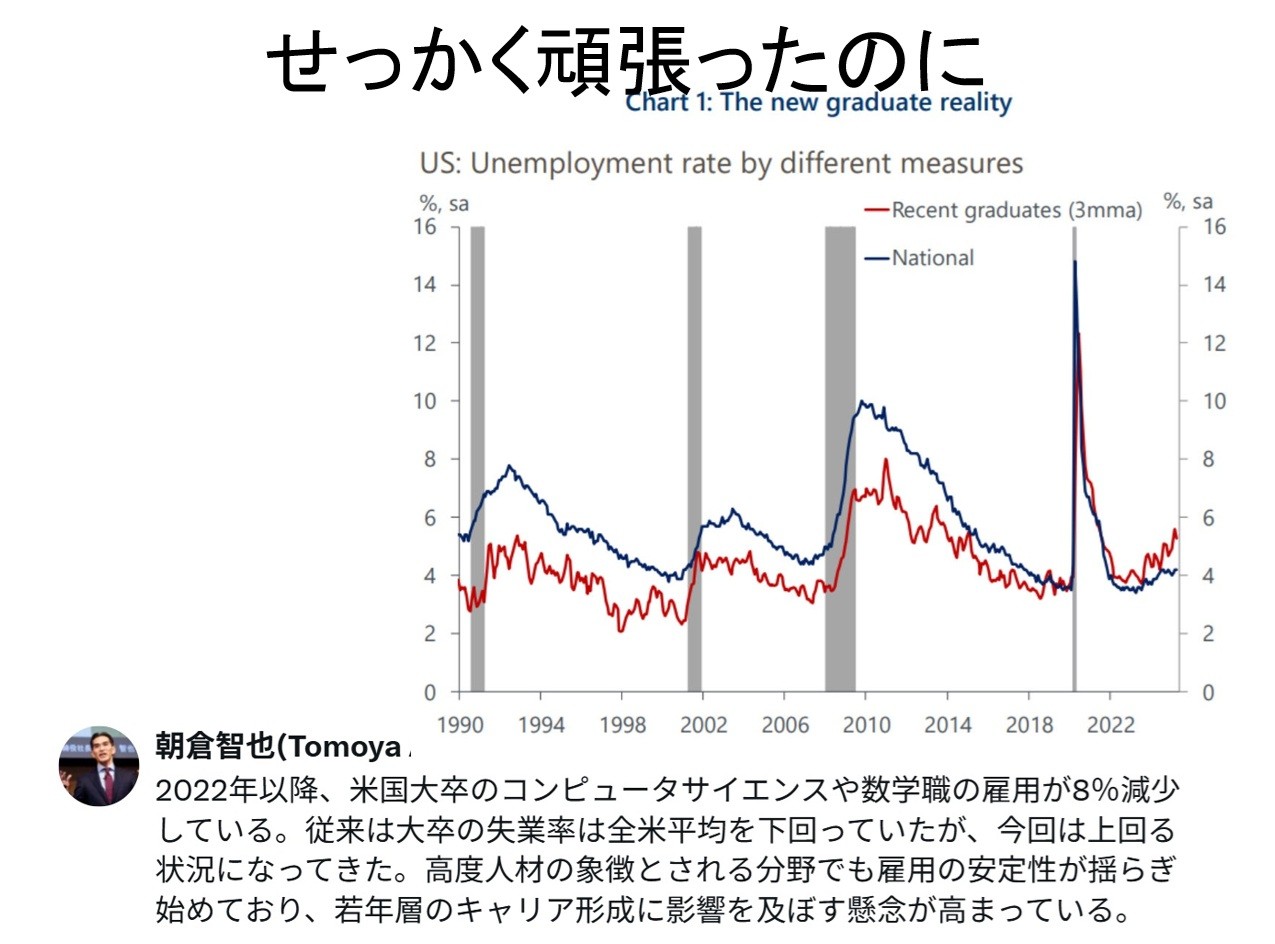 せっかく頑張ったのに
Chart 1: The new graduate reality
US: Unemployment rate by different measures
%, sa
%, sa
Recent graduates (3mma)
National
16
14
12
10
8
6
4
2
0
16
14
12
10
8
6
4
2
0
1990 1994 1998 2002 2006 2010 2014 2018 2022
朝倉智也(Tomoya
2022年以降、米国大卒のコンピュータサイエンスや数学職の雇用が8%減少
している。従来は大卒の失業率は全米平均を下回っていたが、今回は上回る
状況になってきた。高度人材の象徴とされる分野でも雇用の安定性が揺らぎ
始めており、若年層のキャリア形成に影響を及ぼす懸念が高まっている。